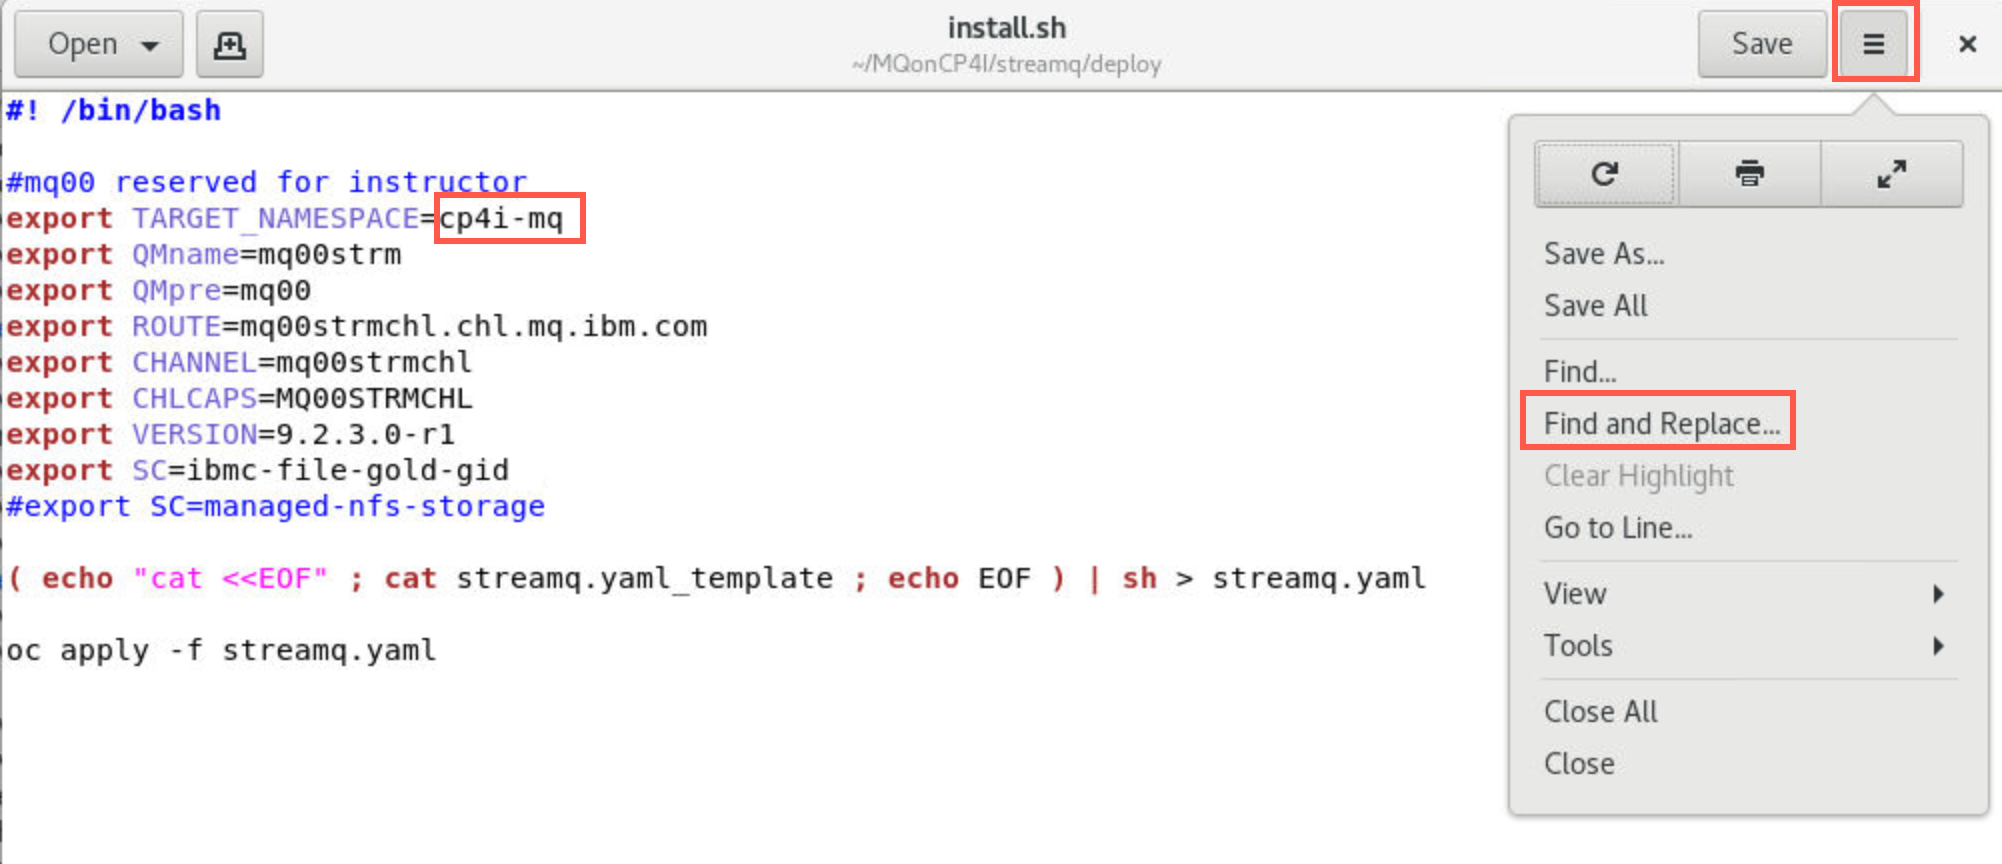 Open
install.sh
~/MQonCP4I/streamq/deploy
Save
#! /bin/bash
#mq00 reserved for instructor
export TARGET_NAMESPACE=cp4i-mq
export QMname=mq00strm
export QMpre=mq00
export ROUTE=mq00strmchl.chl.mq.ibm.com
export CHANNEL=mq00strmchl
export CHLCAPS=MQ00STRMCHL
export VERSION=9.2.3.0-r1
export SC=ibmc-file-gold-gid
#export SC=managed-nfs-storage
( echo "cat <<EOF" ; cat streamq.yaml_template ; echo EOF ) | sh > streamq.yaml
oc apply -f streamq.yaml
Save As...
Save All
Find...
Find and Replace...
Clear Highlight
Go to Line...
View
Tools
Close All
Close